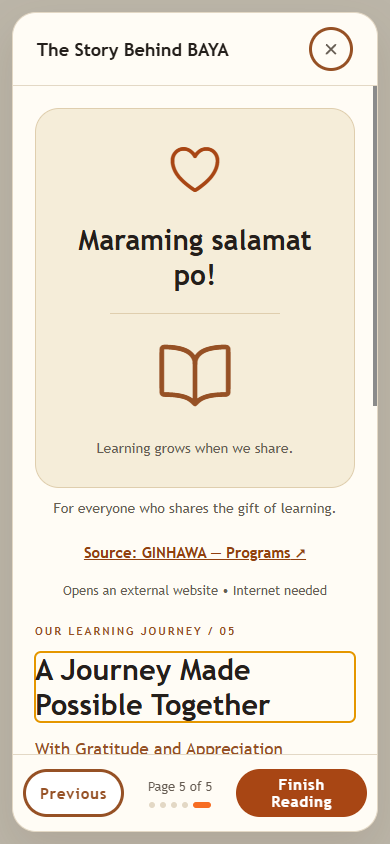 The Story Behind BAYA
Maraming salamat
po!
Learning grows when we share.
For everyone who shares the gift of learning.
Source: GINHAWA — Programs ↗
Opens an external website • Internet needed
OUR LEARNING JOURNEY / 05
A Journey Made
Possible Together
With Gratitude and Appreciation
Previous
Page 5 of 5
Finish
Reading